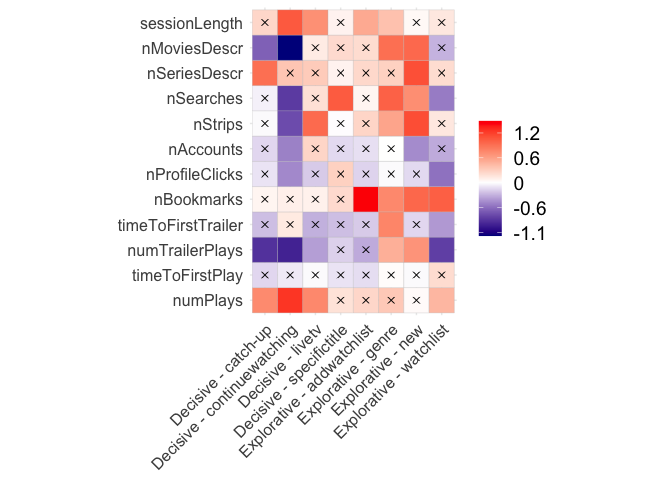 sessionLength
nMoviesDescr
nSeriesDescr
nSearches
nStrips
nAccounts
nProfileClicks
nBookmarks
timeToFirstTrailer
numTrailerPlays
timeToFirstPlay
numPlays
Decisive - catch-up
Decisive - continuewatching
Decisive - livetv
Decisive - specifictitle
Explorative - addwatchlist
Explorative - genre
Explorative - new
Explorative - watchlist
1.2
0.6
0
-0.6
-1.1